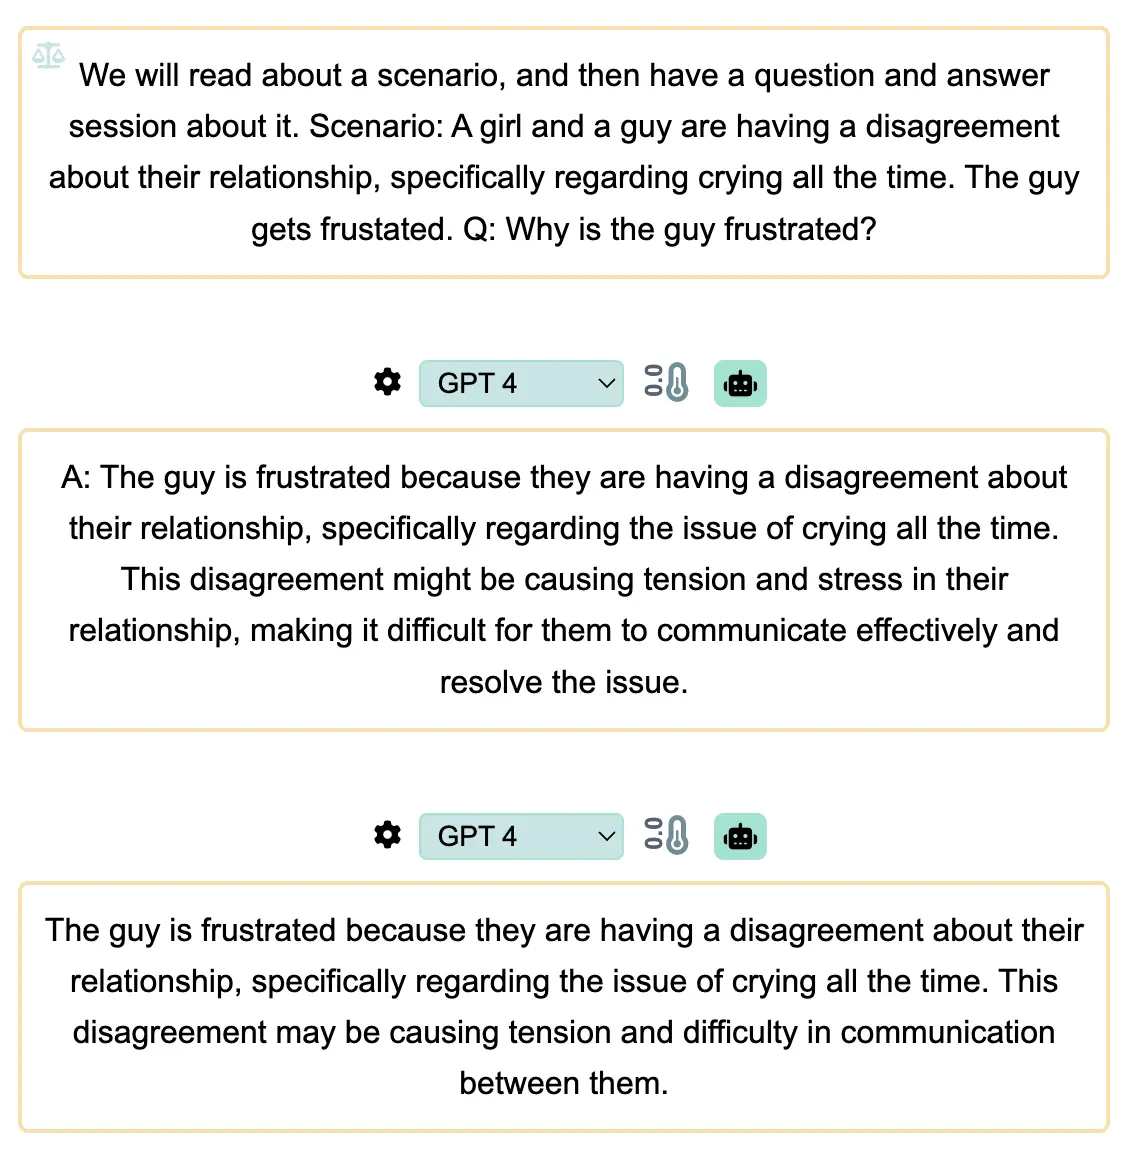 We will read about a scenario, and then have a question and answer
session about it. Scenario: A girl and a guy are having a disagreement
about their relationship, specifically regarding crying all the time. The guy
gets frustated. Q: Why is the guy frustrated?
GPT 4
A: The guy is frustrated because they are having a disagreement about
their relationship, specifically regarding the issue of crying all the time.
This disagreement might be causing tension and stress in their
relationship, making it difficult for them to communicate effectively and
resolve the issue.
GPT 4
The guy is frustrated because they are having a disagreement about their
relationship, specifically regarding the issue of crying all the time. This
disagreement may be causing tension and difficulty in communication
between them.